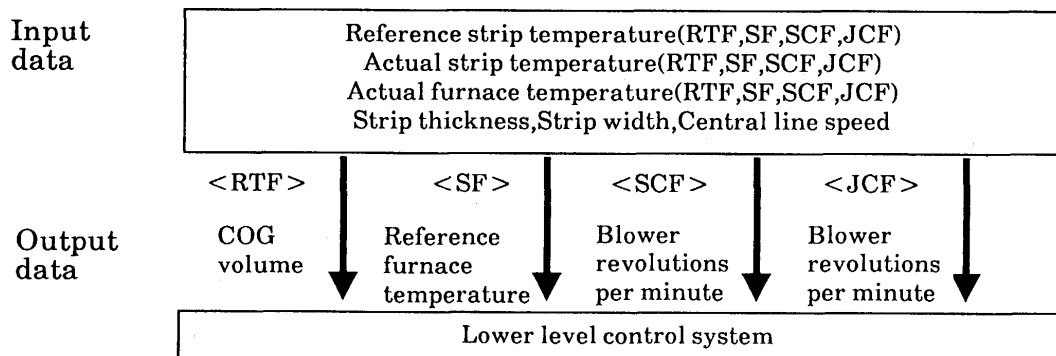 Input
data
Reference strip temperature(RTF,SF,SCF,JCF)
Actual strip temperature(RTF,SF,SCF,JCF)
Actual furnace temperature(RTF,SF,SCF,JCF)
Strip thickness,Strip width,Central line speed
<RTF>
<SF>
<SCF>
<JCF>
Output
data
COG
volume
Reference
furnace
temperature
Blower
revolutions
per minute
Blower
revolutions
per minute
Lower level control system